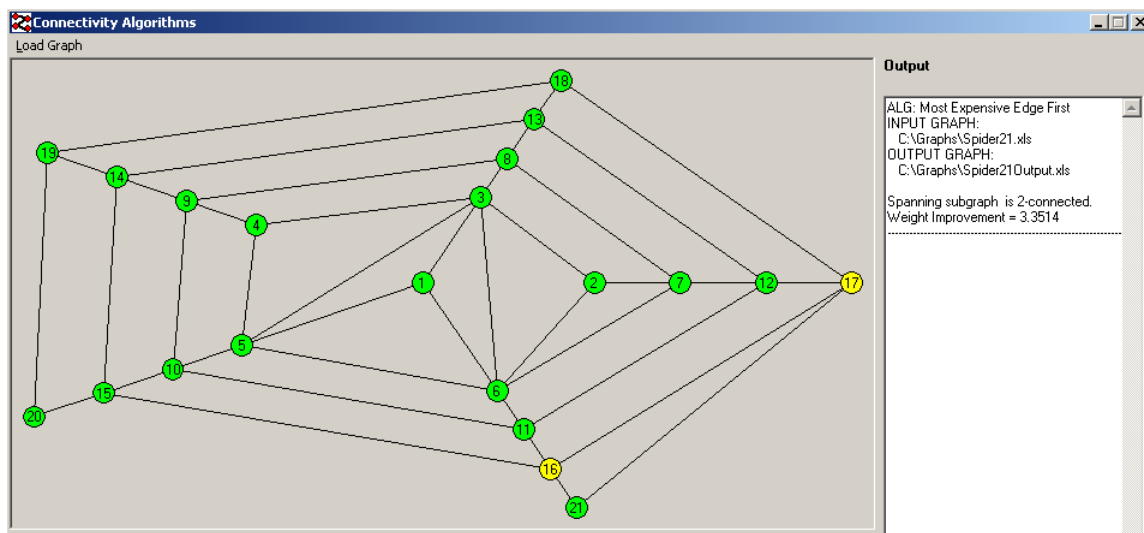 Connectivity Algorithms
Load Graph
Output
ALG: Most Expensive Edge First
INPUT GRAPH:
C:\Graphs\Spider21.xls
OUTPUT GRAPH:
C:\Graphs\Spider21Output.xls
Spanning subgraph is 2-connected.
Weight Improvement = 3.3514
18
13
19
8
14
9
3
4
1
2
7
12
17
5
10
6
15
20
11
16
21